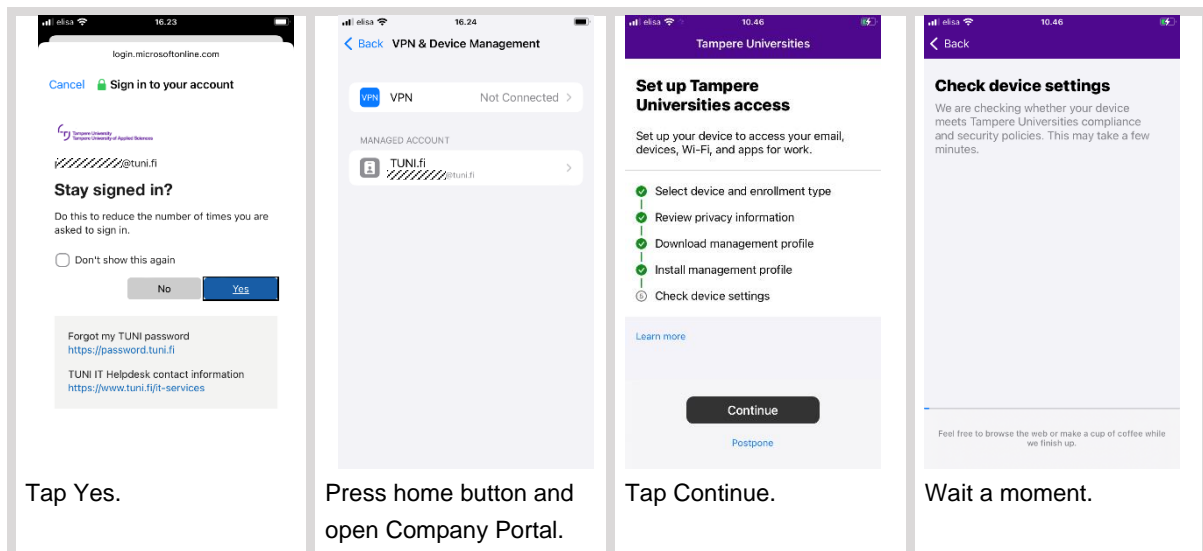 elisa 16.23
login.microsoftonline.com
Cancel Sign in to your account
Tampere University
Tampere University of Applied Sciences
@tuni.fi
Stay signed in?
Do this to reduce the number of times you are
asked to sign in.
Don't show this again
No Yes
Forgot my TUNI password
https://password.tuni.fi
TUNI IT Helpdesk contact information
https://www.tuni.fi/it-services
Tap Yes.
elisa 16.24
Back VPN & Device Management
VPN VPN Not Connected
MANAGED ACCOUNT
TUNI.fi
@tuni.fi
Press home button and
open Company Portal.
elisa 10.46
Tampere Universities
Set up Tampere
Universities access
Set up your device to access your email,
devices, Wi-Fi, and apps for work.
Select device and enrollment type
Review privacy information
Download management profile
Install management profile
Check device settings
Learn more
Continue
Postpone
Tap Continue.
elisa 10.46
Back
Check device settings
We are checking whether your device
meets Tampere Universities compliance
and security policies. This may take a few
minutes.
Feel free to browse the web or make a cup of coffee while
we finish up.
Wait a moment.